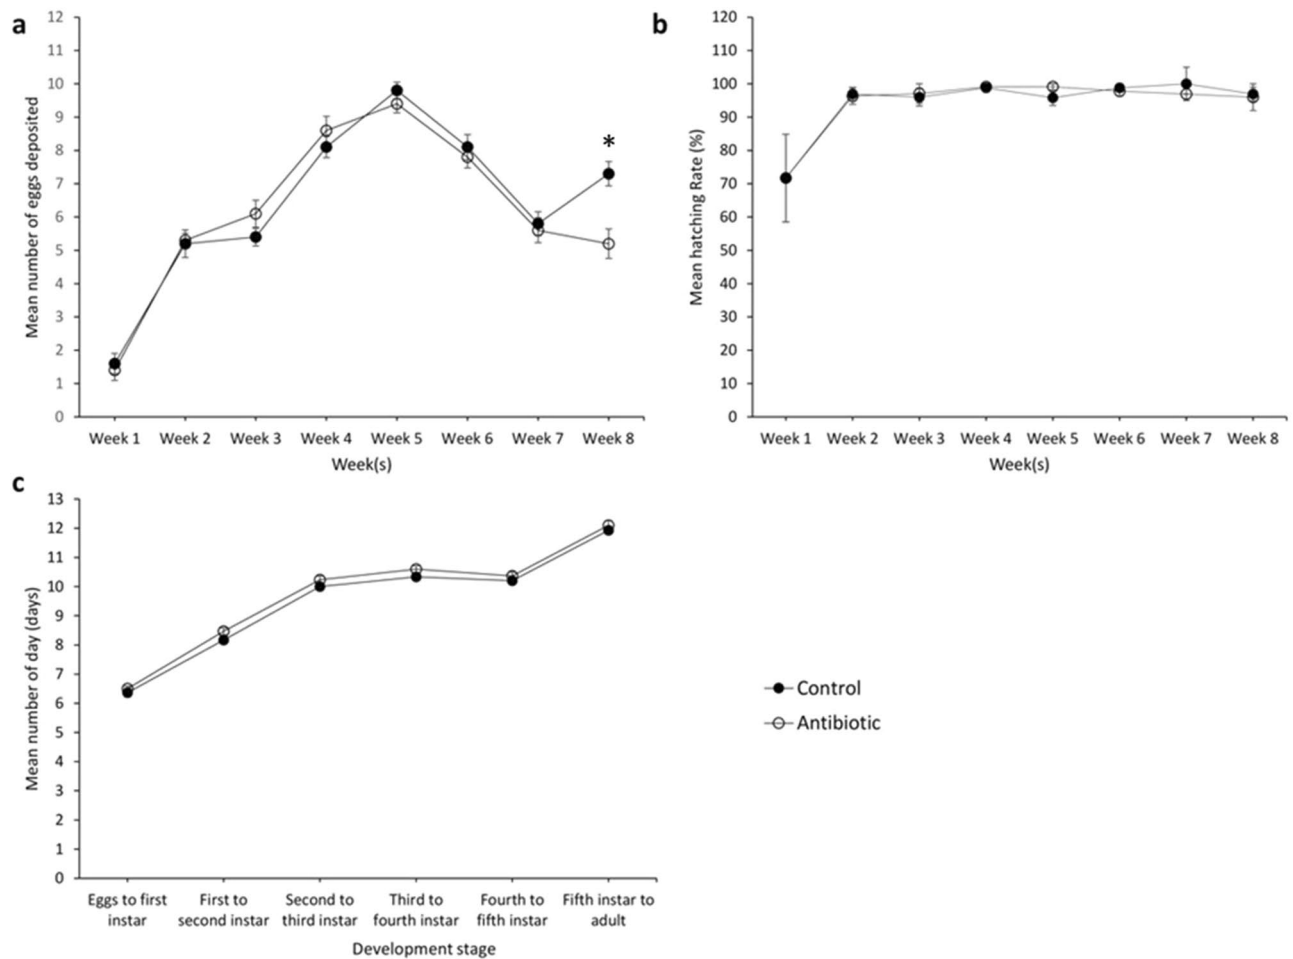 a
Mean number of eggs deposited
12
11
10
9
8
7
6
5
4
3
2
1
0
*
Week 1 Week 2 Week 3 Week 4 Week 5 Week 6 Week 7 Week 8
Week(s)
b
Mean hatching Rate (%)
120
110
100
90
80
70
60
50
40
30
20
10
0
Week 1 Week 2 Week 3 Week 4 Week 5 Week 6 Week 7 Week 8
Week(s)
c
Mean number of day (days)
13
12
11
10
9
8
7
6
5
4
3
2
1
0
Eggs to first First to Second to Third to Fourth to Fifth instar to
instar second instar third instar fourth instar fifth instar adult
Development stage
Control
Antibiotic